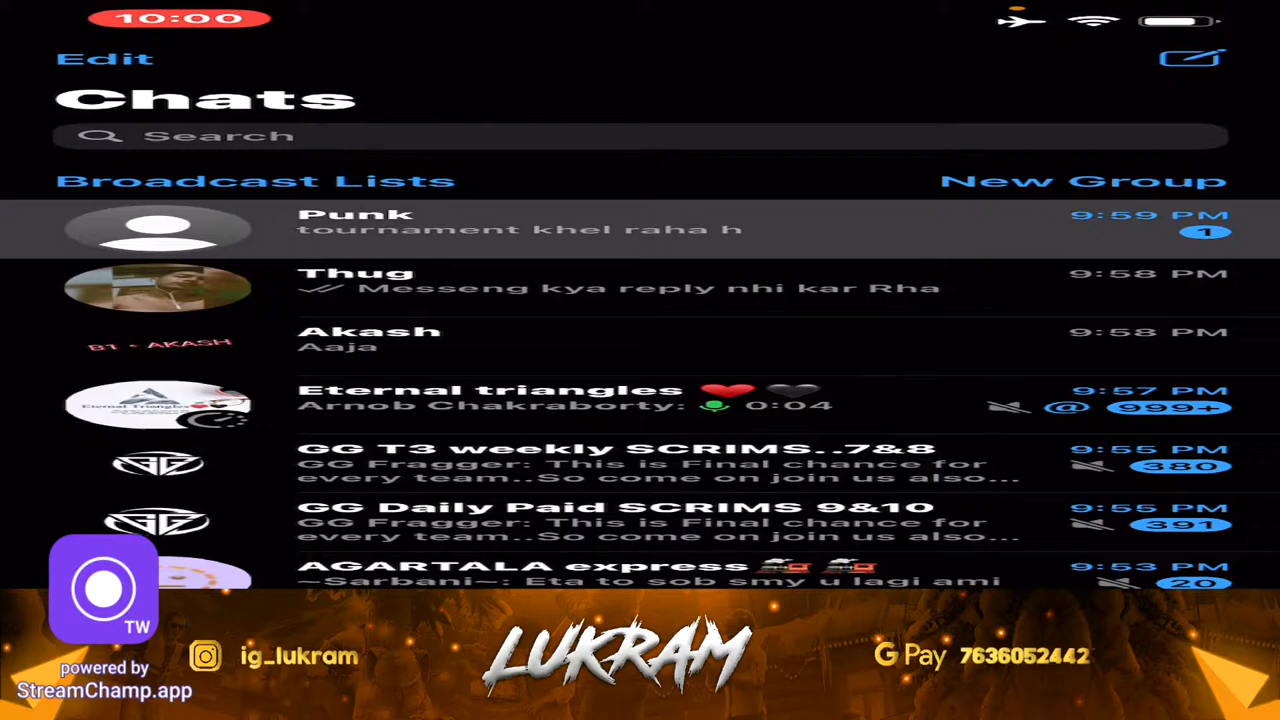 10:00
Edit
Chats
Search
Broadcast Lists
New Group
Punk
9:59 PM
tournament khel raha h
1
Thug
9:58 PM
Messeng kya reply nhi kar Rha
B1 • AKASH
Akash
9:58 PM
Aaja
Eternal Triangles
Eternal triangles ❤️ 🖤
9:57 PM
Arnob Chakraborty: 0:04
@ 999+
GG T3 weekly SCRIMS..7&8
9:55 PM
GG Fragger: This is Final chance for
every team..So come on join us also...
380
GG Daily Paid SCRIMS 9&10
9:55 PM
GG Fragger: This is Final chance for
every team..So come on join us also...
391
AGARTALA express 🚂 🚂
9:53 PM
~Sarbani~: Eta to sob smy u lagi ami
20
TW
powered by
StreamChamp.app
ig_lukram
LUKRAM
G Pay 7636052442